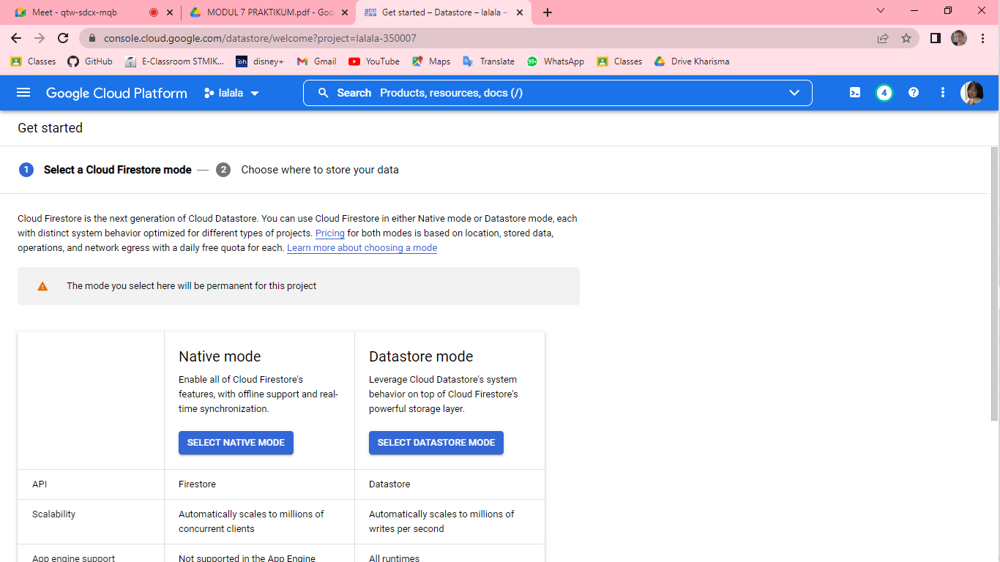 Meet - qtw-sdcx-mqb
MODUL 7 PRAKTIKUM.pdf - Goo
Get started – Datastore – lalala –
console.cloud.google.com/datastore/welcome?project=lalala-350007
Classes
GitHub
E-Classroom STMIK...
disney+
Gmail
YouTube
Maps
Translate
99+
WhatsApp
Classes
Drive Kharisma
Google Cloud Platform
lalala
Search Products, resources, docs (/)
4
Get started
1 Select a Cloud Firestore mode — 2 Choose where to store your data
Cloud Firestore is the next generation of Cloud Datastore. You can use Cloud Firestore in either Native mode or Datastore mode, each
with distinct system behavior optimized for different types of projects. Pricing for both modes is based on location, stored data,
operations, and network egress with a daily free quota for each. Learn more about choosing a mode
The mode you select here will be permanent for this project
Native mode
Enable all of Cloud Firestore's
features, with offline support and real-
time synchronization.
SELECT NATIVE MODE
Datastore mode
Leverage Cloud Datastore's system
behavior on top of Cloud Firestore's
powerful storage layer.
SELECT DATASTORE MODE
API
Firestore
Datastore
Scalability
Automatically scales to millions of
concurrent clients
Automatically scales to millions of
writes per second
App engine support
Not supported in the App Engine
All runtimes